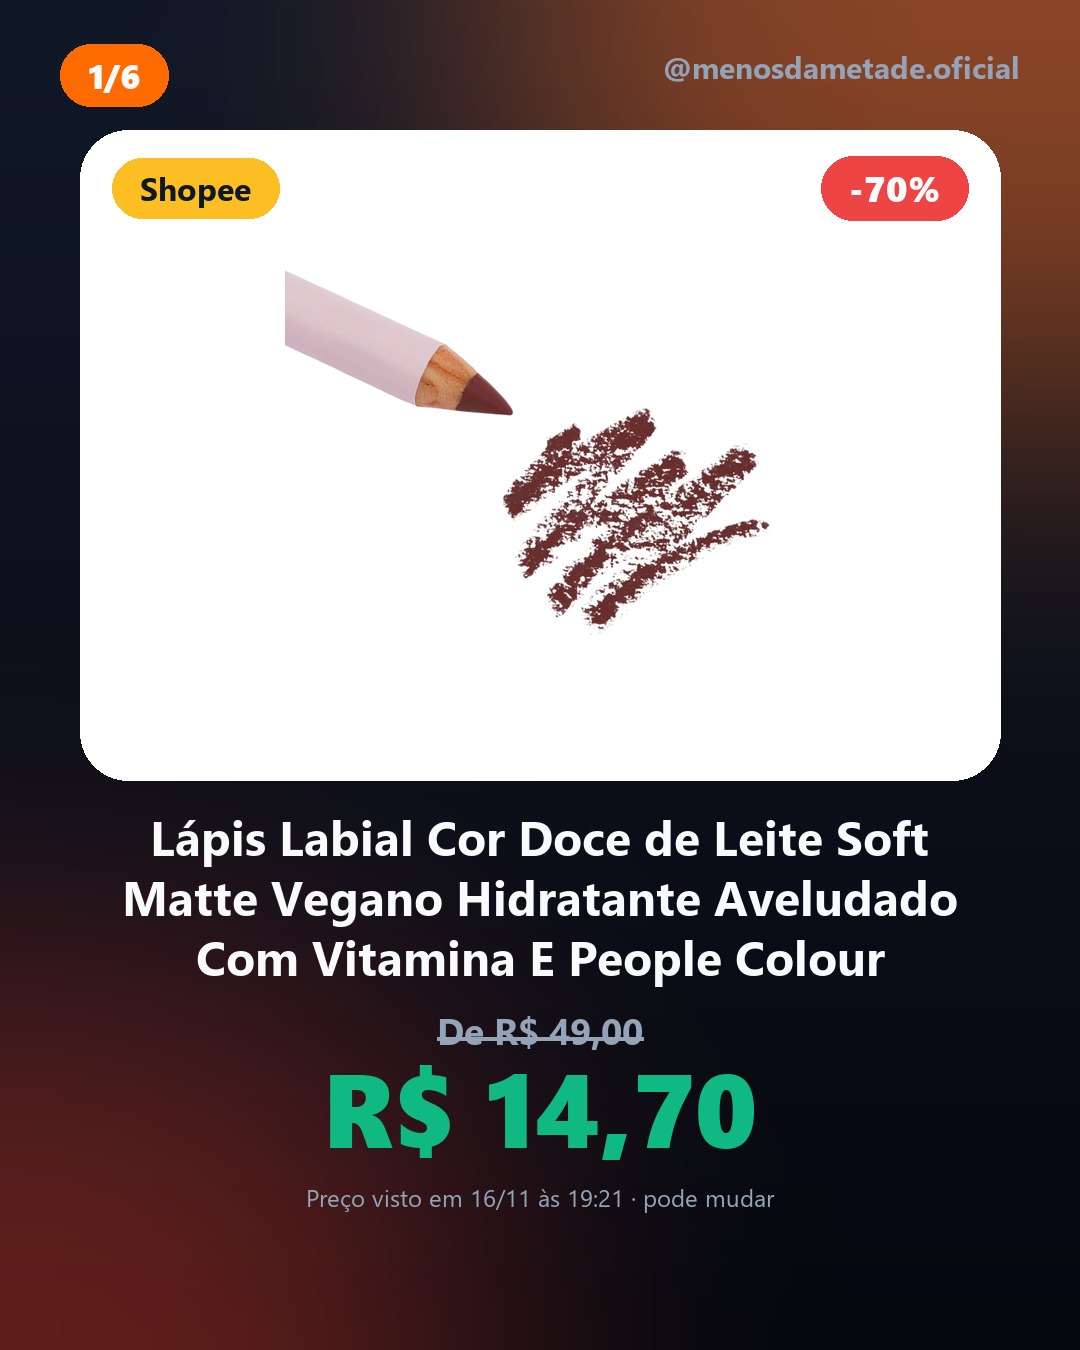 1/6
@menosdametade.oficial
Shopee
-70%
Lápis Labial Cor Doce de Leite Soft
Matte Vegano Hidratante Aveludado
Com Vitamina E People Colour
De R$ 49,00
R$ 14,70
Preço visto em 16/11 às 19:21 · pode mudar